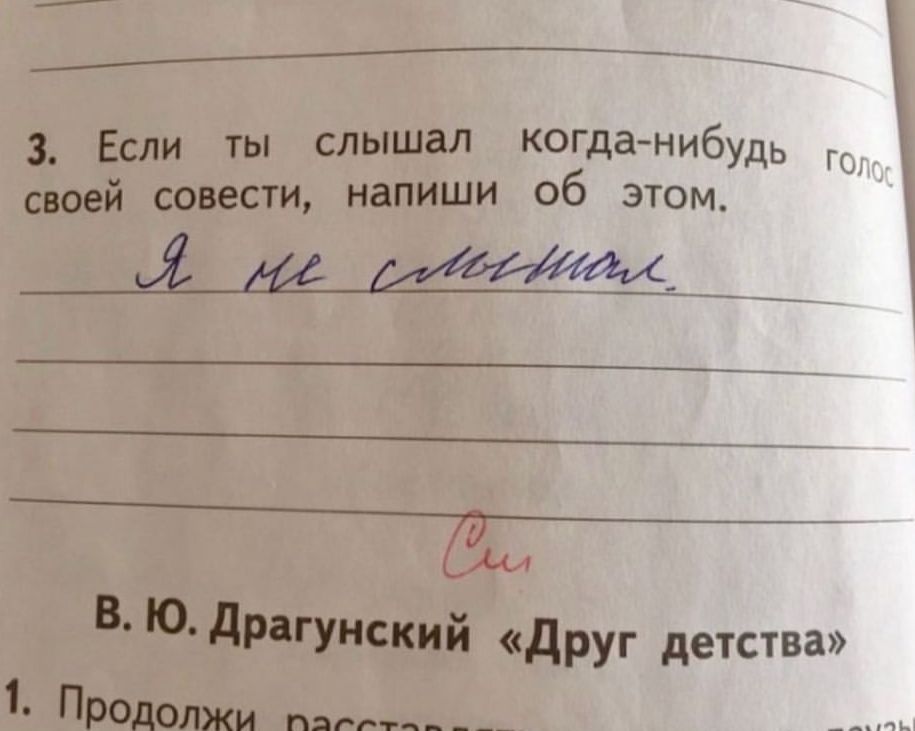 3. Если ты слышал когда-нибудь голос
своей совести, напиши об этом.
Я не слышал.
См
В. Ю. Драгунский «Друг детства»
1. Продолжи